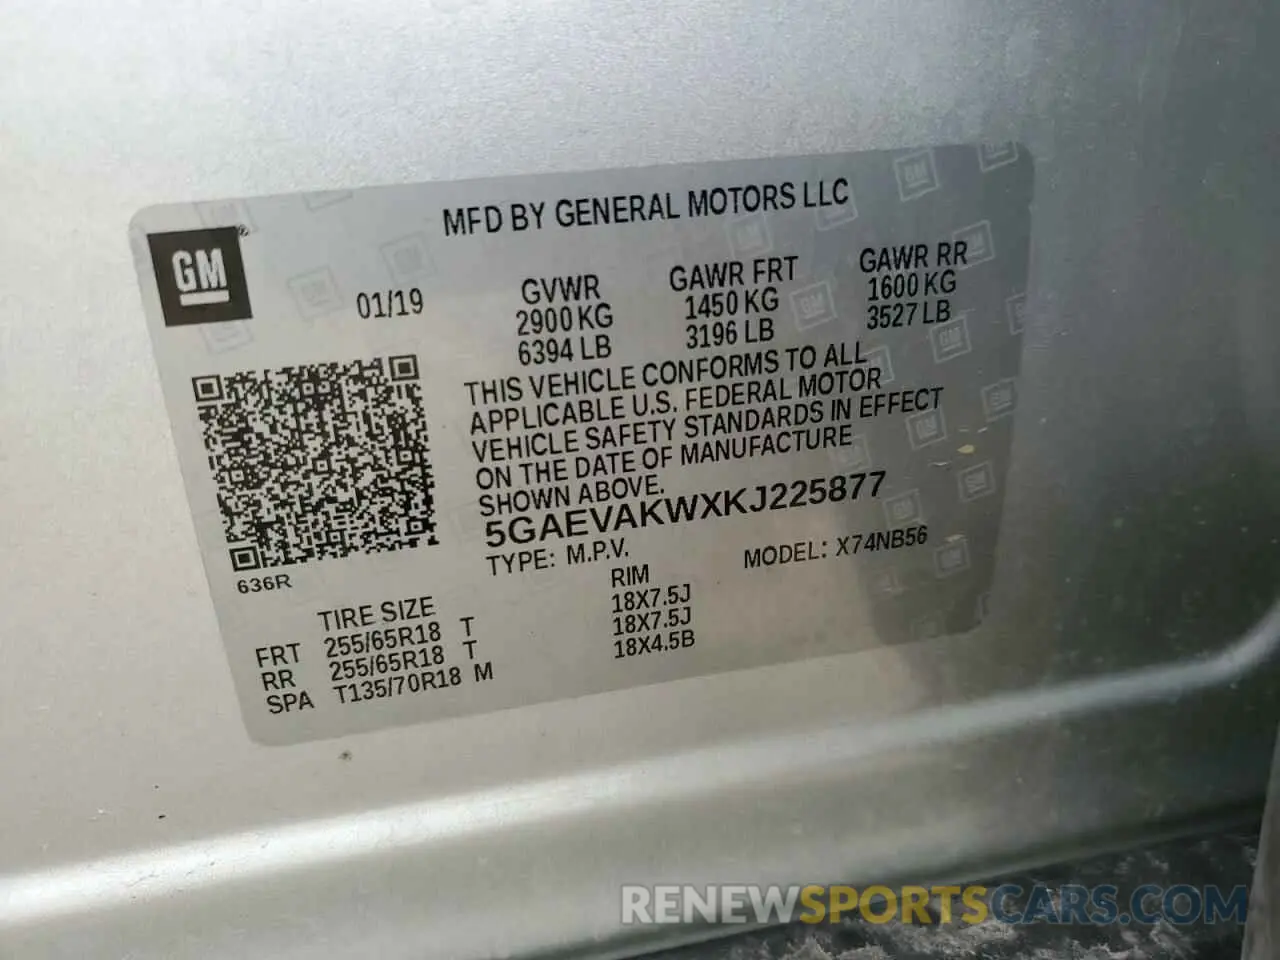 MFD BY GENERAL MOTORS LLC
GM®
01/19
GVWR
2900 KG
6394 LB
GAWR FRT
1450 KG
3196 LB
GAWR RR
1600 KG
3527 LB
THIS VEHICLE CONFORMS TO ALL
APPLICABLE U.S. FEDERAL MOTOR
VEHICLE SAFETY STANDARDS IN EFFECT
ON THE DATE OF MANUFACTURE
SHOWN ABOVE.
5GAEVAKWXKJ225877
TYPE: M.P.V.
MODEL: X74NB56
636R
TIRE SIZE
RIM
FRT 255/65R18 T 18X7.5J
RR 255/65R18 T 18X7.5J
SPA T135/70R18 M 18X4.5B
RENEWSPORTSCARS.COM